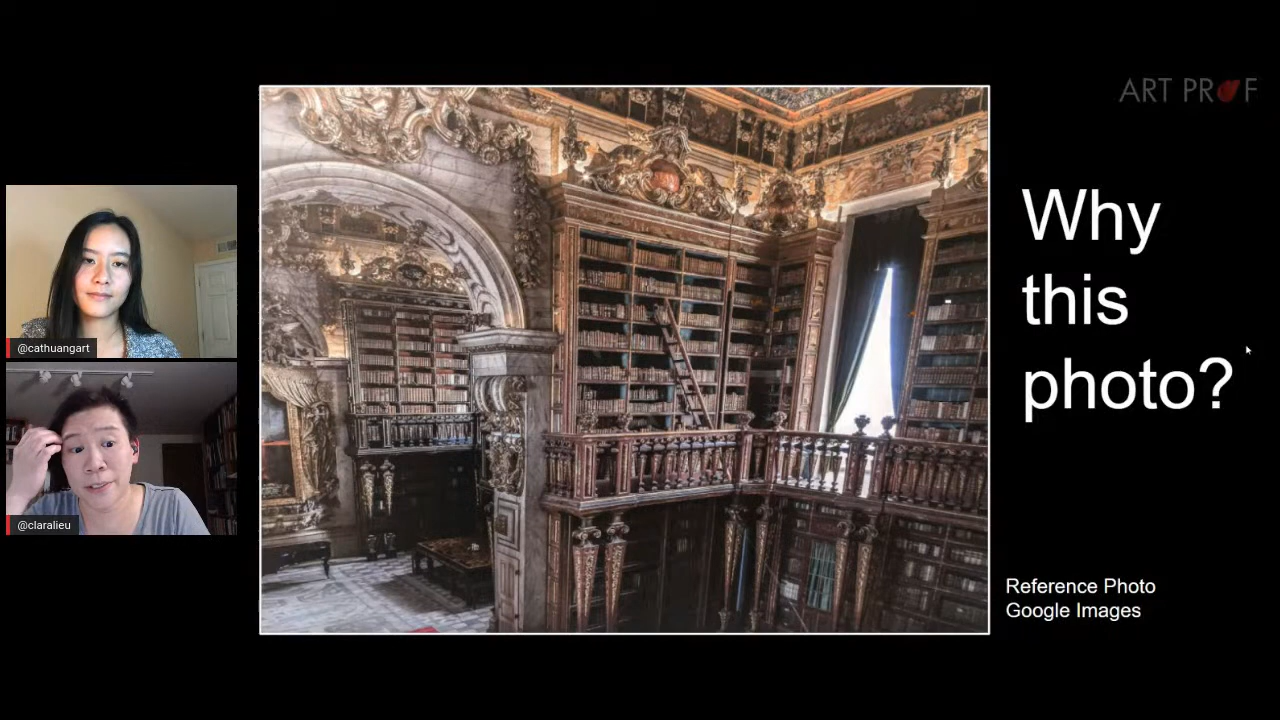 ART PROF
Why
this
photo?
@cathuangart
@claralieu
Reference Photo
Google Images